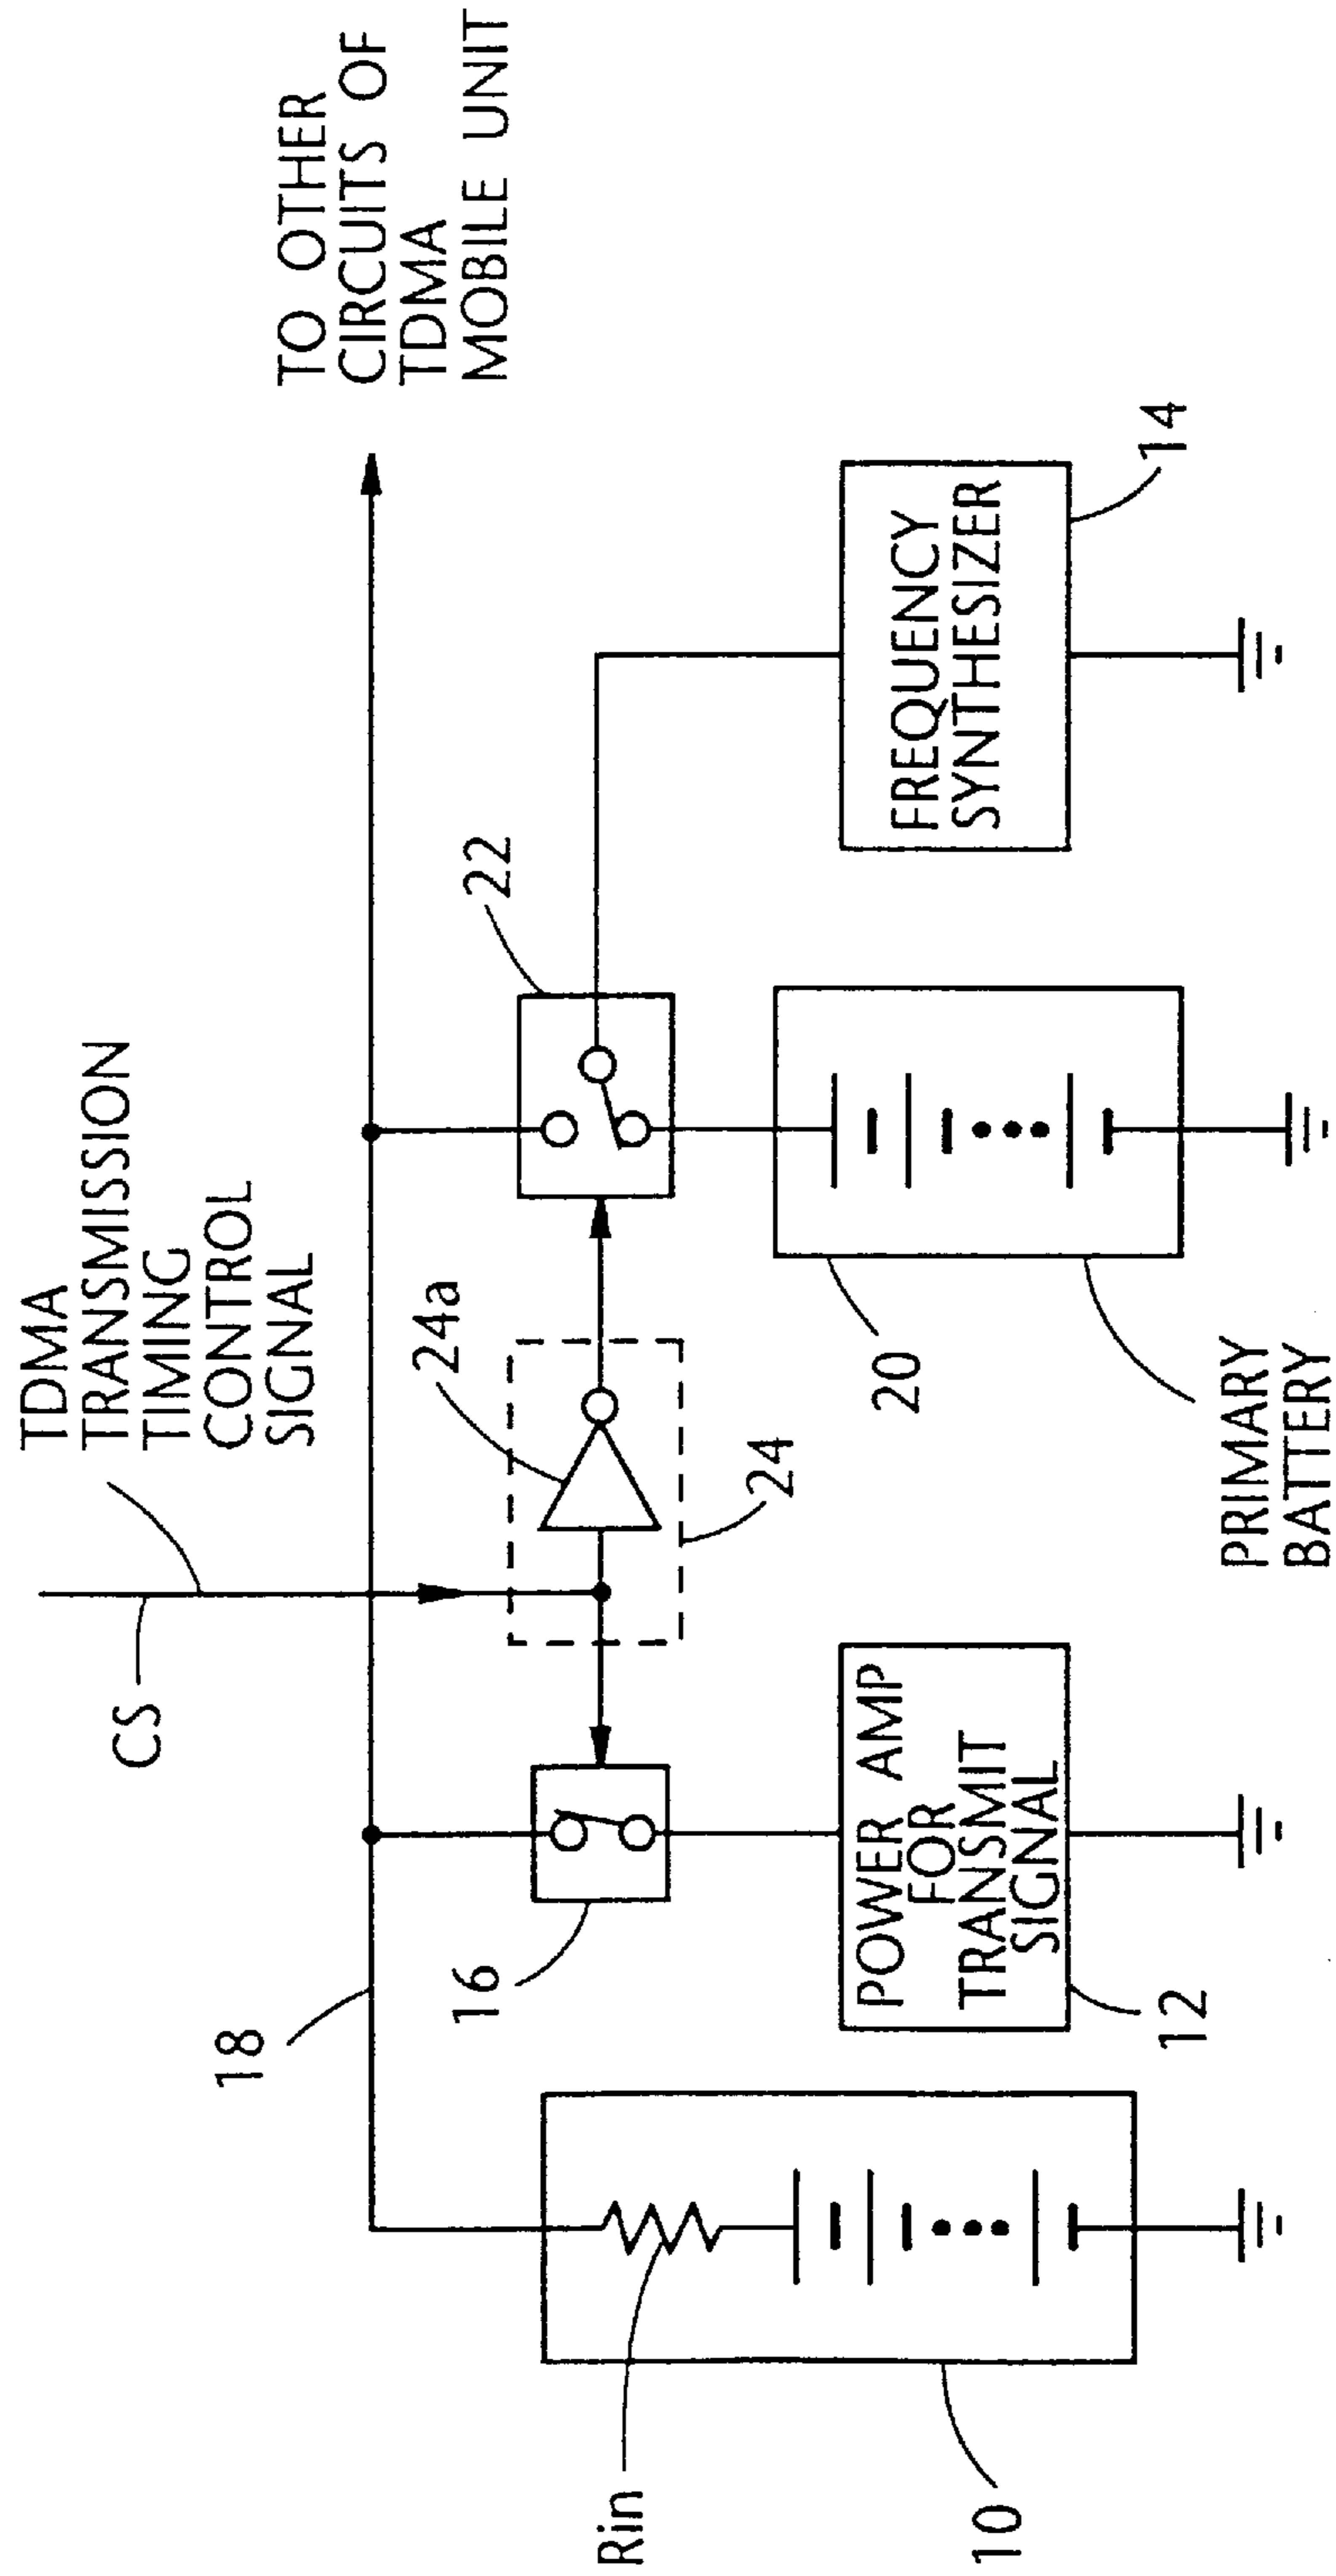 TDMA
TRANSMISSION
TIMING
CONTROL
SIGNAL
CS
TO OTHER
CIRCUITS OF
TDMA
MOBILE UNIT
18
16
24a
22
24
Rin
10
POWER AMP
FOR
TRANSMIT
SIGNAL
12
20
PRIMARY
BATTERY
FREQUENCY
SYNTHESIZER
14